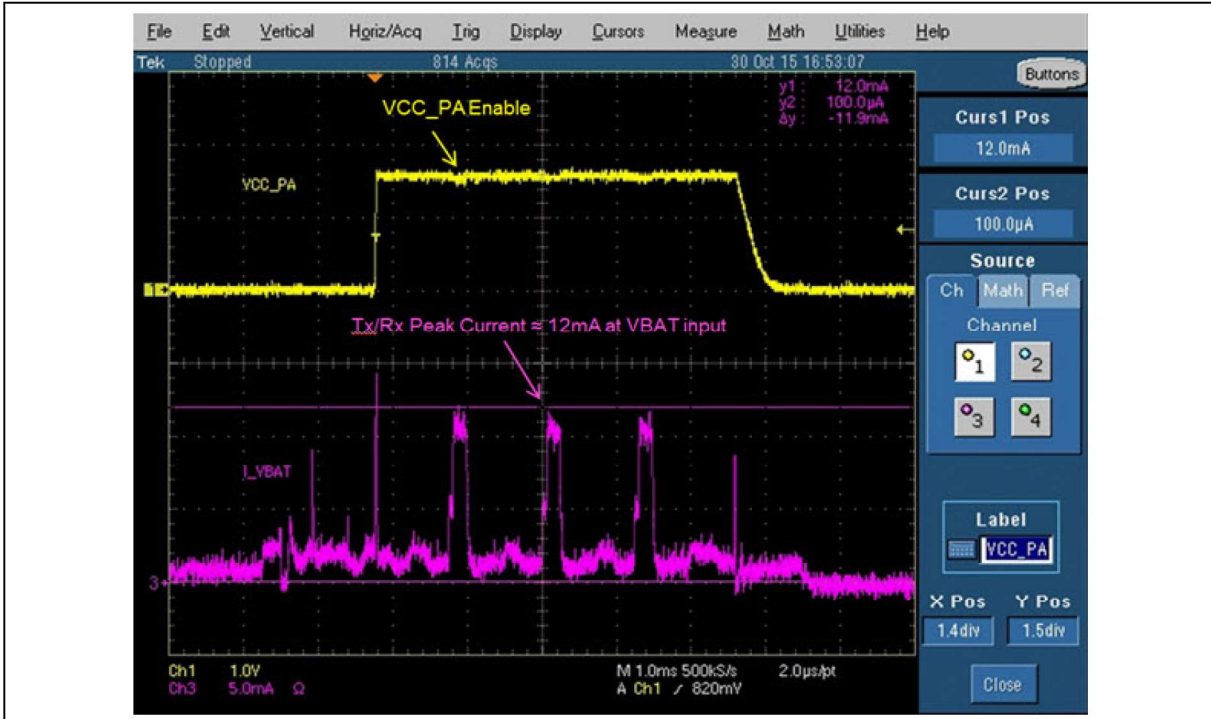 File Edit Vertical Horiz/Acq Trig Display Cursors Measure Math Utilities Help
Tek Stopped 814 Acqs 30 Oct 15 16:53:07
Buttons
y1 : 12.0mA
y2 : 100.0µA
Δy : -11.9mA
VCC_PA Enable
VCC_PA
Curs1 Pos
12.0mA
Curs2 Pos
100.0µA
Source
Ch Math Ref
Channel
1 2
3 4
1
Tx/Rx Peak Current ≈ 12mA at VBAT input
I_VBAT
3
Label
VCC_PA
X Pos Y Pos
1.4div 1.5div
Close
Ch1 1.0V M 1.0ms 500kS/s 2.0µs/pt
Ch3 5.0mA Ω A Ch1 ∕ 820mV